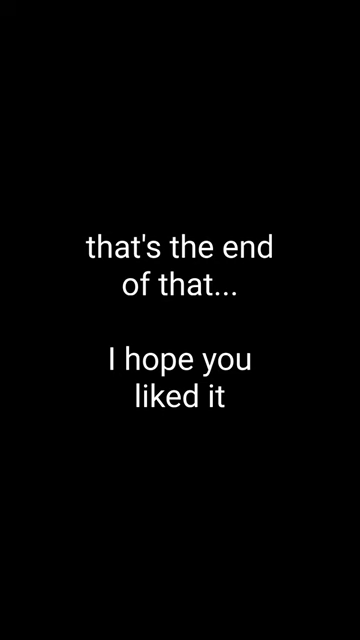 that's the end
of that...
I hope you
liked it